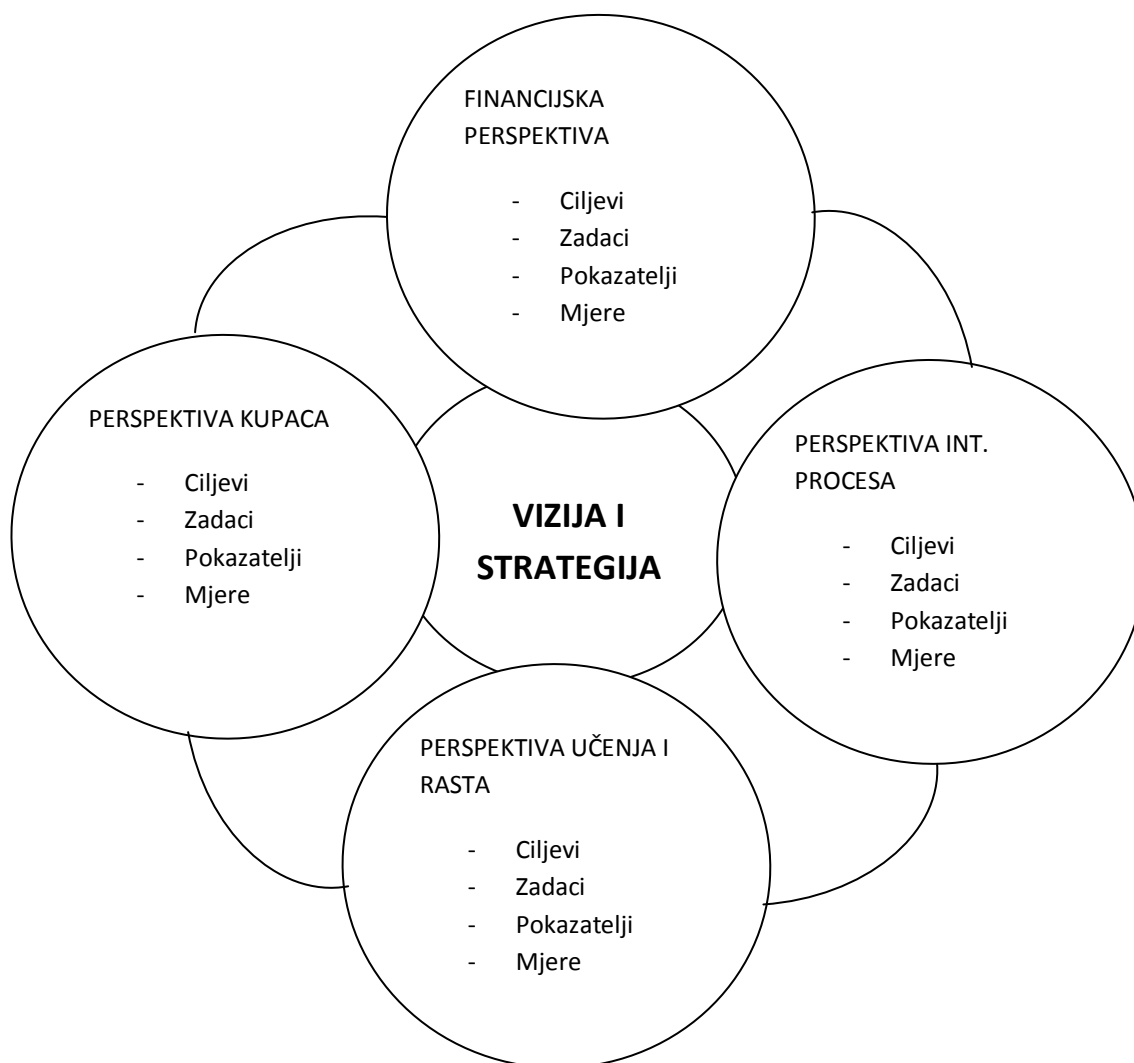 FINANCIJSKA
PERSPEKTIVA
- Ciljevi
- Zadaci
- Pokazatelji
- Mjere
PERSPEKTIVA KUPACA
- Ciljevi
- Zadaci
- Pokazatelji
- Mjere
VIZIJA I
STRATEGIJA
PERSPEKTIVA INT.
PROCESA
- Ciljevi
- Zadaci
- Pokazatelji
- Mjere
PERSPEKTIVA UČENJA I
RASTA
- Ciljevi
- Zadaci
- Pokazatelji
- Mjere